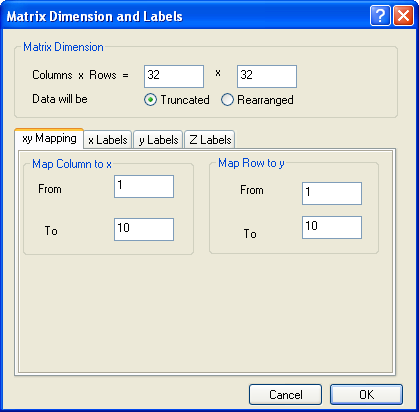 Matrix Dimension and Labels
Matrix Dimension
Columns x Rows = 32 x 32
Data will be Truncated Rearranged
xy Mapping x Labels y Labels Z Labels
Map Column to x
From 1
To 10
Map Row to y
From 1
To 10
Cancel OK